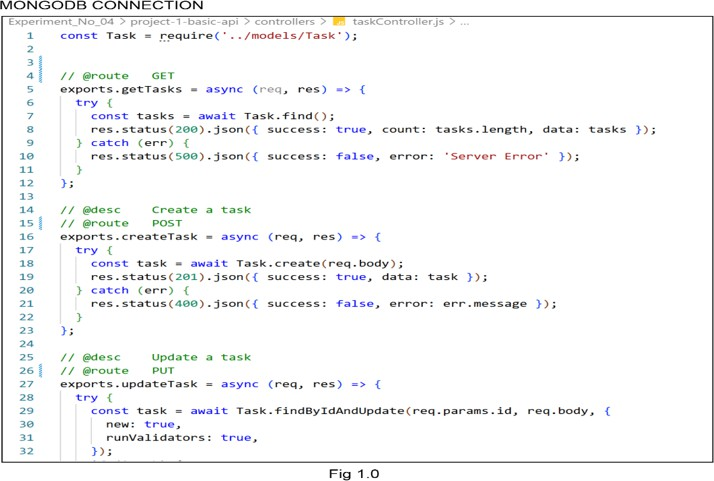 MONGODB CONNECTION
Experiment_No_04 > project-1-basic-api > controllers > taskController.js > ...
1 const Task = require('../models/Task');
2
3
4 // @route   GET
5 exports.getTasks = async (req, res) => {
6   try {
7     const tasks = await Task.find();
8     res.status(200).json({ success: true, count: tasks.length, data: tasks });
9   } catch (err) {
10     res.status(500).json({ success: false, error: 'Server Error' });
11   }
12 };
13
14 // @desc    Create a task
15 // @route   POST
16 exports.createTask = async (req, res) => {
17   try {
18     const task = await Task.create(req.body);
19     res.status(201).json({ success: true, data: task });
20   } catch (err) {
21     res.status(400).json({ success: false, error: err.message });
22   }
23 };
24
25 // @desc    Update a task
26 // @route   PUT
27 exports.updateTask = async (req, res) => {
28   try {
29     const task = await Task.findByIdAndUpdate(req.params.id, req.body, {
30       new: true,
31       runValidators: true,
32     });
Fig 1.0